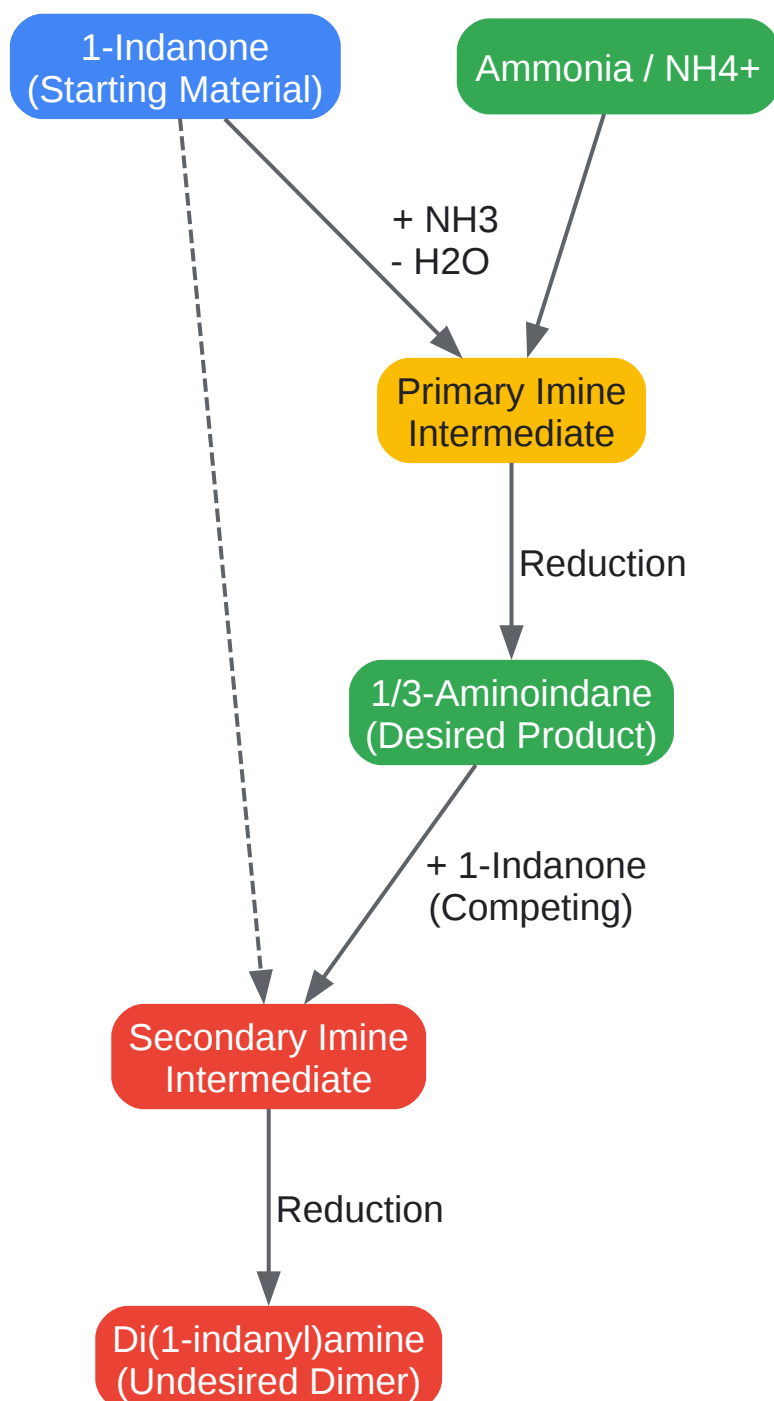 1-Indanone
(Starting Material)
Ammonia / NH4+
+ NH3
- H2O
Primary Imine
Intermediate
Reduction
1/3-Aminoindane
(Desired Product)
+ 1-Indanone
(Competing)
Secondary Imine
Intermediate
Reduction
Di(1-indanyl)amine
(Undesired Dimer)